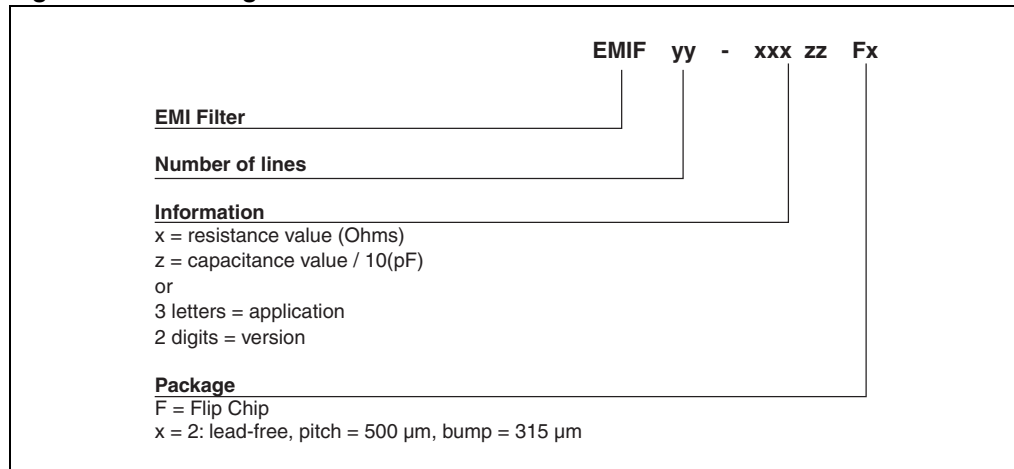 EMIF yy - xxx zz Fx
EMI Filter
Number of lines
Information
x = resistance value (Ohms)
z = capacitance value / 10(pF)
or
3 letters = application
2 digits = version
Package
F = Flip Chip
x = 2: lead-free, pitch = 500 µm, bump = 315 µm